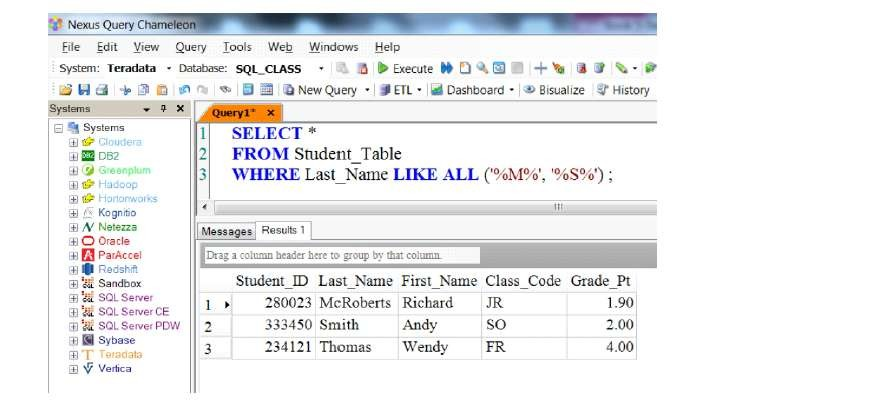 Nexus Query Chameleon
File Edit View Query Tools Web Windows Help
System: Teradata Database: SQL_CLASS Execute
New Query ETL Dashboard Bisualize History
Systems
Query1* x
Systems
Cloudera
DB2
Greenplum
Hadoop
Hortonworks
Kognitio
Netezza
Oracle
ParAccel
Redshift
Sandbox
SQL Server
SQL Server CE
SQL Server PDW
Sybase
Teradata
Vertica
1 SELECT *
2 FROM Student_Table
3 WHERE Last_Name LIKE ALL ('%M%', '%S%') ;
Messages Results 1
Drag a column header here to group by that column.
Student_ID Last_Name First_Name Class_Code Grade_Pt
1 280023 McRoberts Richard JR 1.90
2 333450 Smith Andy SO 2.00
3 234121 Thomas Wendy FR 4.00